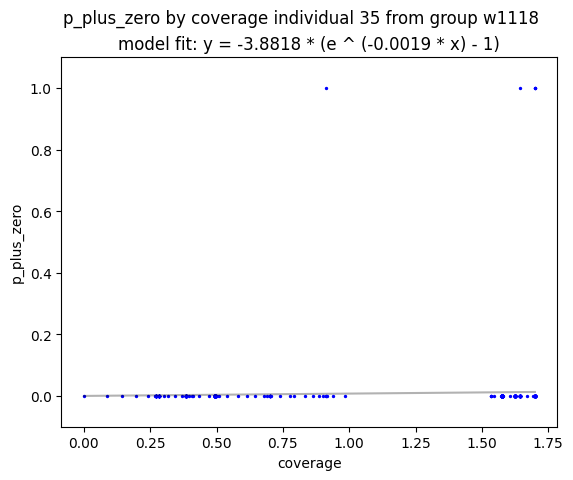 p_plus_zero by coverage individual 35 from group w1118
model fit: y = -3.8818 * (e ^ (-0.0019 * x) - 1)
1.0
0.8
0.6
0.4
0.2
0.0
p_plus_zero
0.00 0.25 0.50 0.75 1.00 1.25 1.50 1.75
coverage